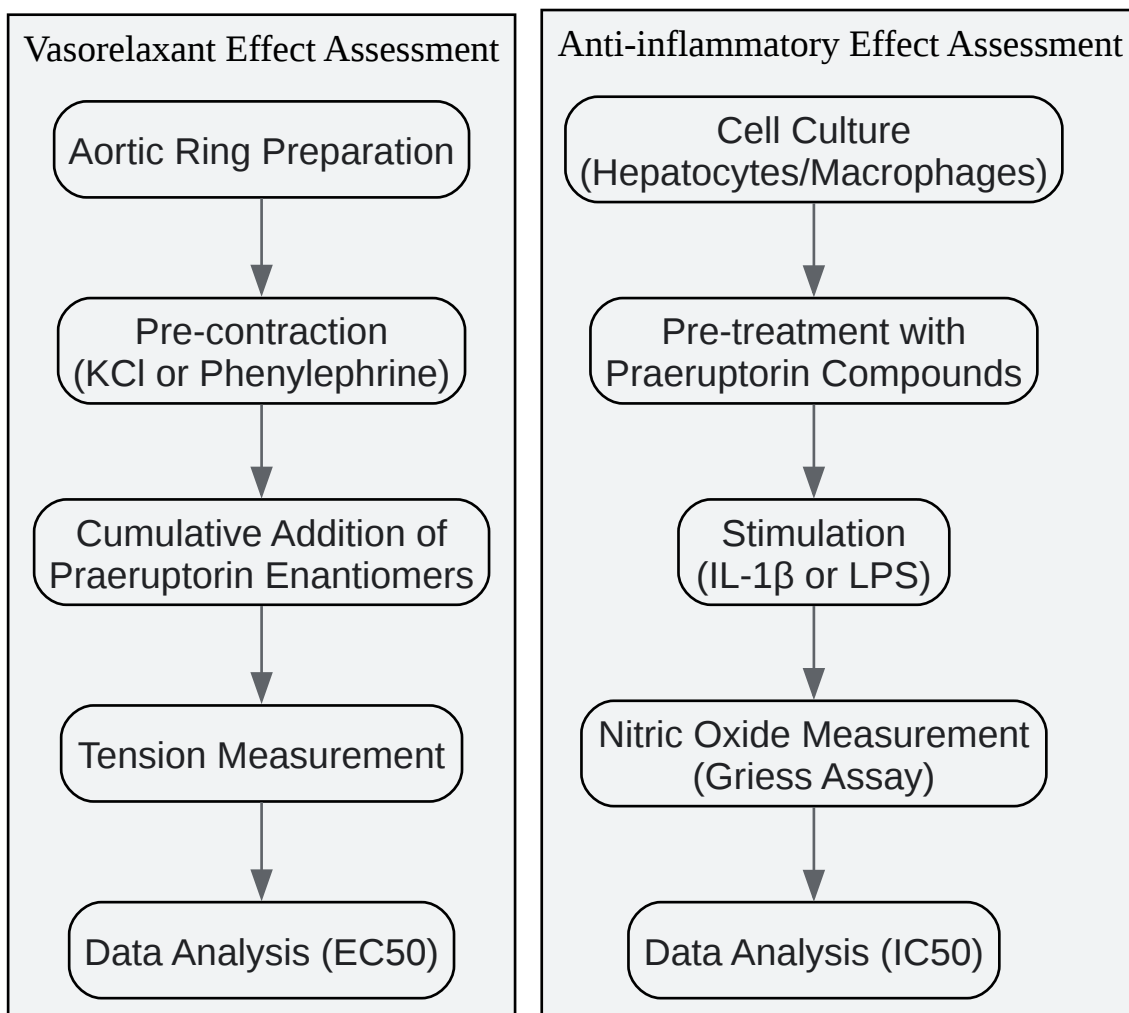 Vasorelaxant Effect Assessment
Aortic Ring Preparation
Pre-contraction
(KCl or Phenylephrine)
Cumulative Addition of
Praeruptorin Enantiomers
Tension Measurement
Data Analysis (EC50)
Anti-inflammatory Effect Assessment
Cell Culture
(Hepatocytes/Macrophages)
Pre-treatment with
Praeruptorin Compounds
Stimulation
(IL-1β or LPS)
Nitric Oxide Measurement
(Griess Assay)
Data Analysis (IC50)